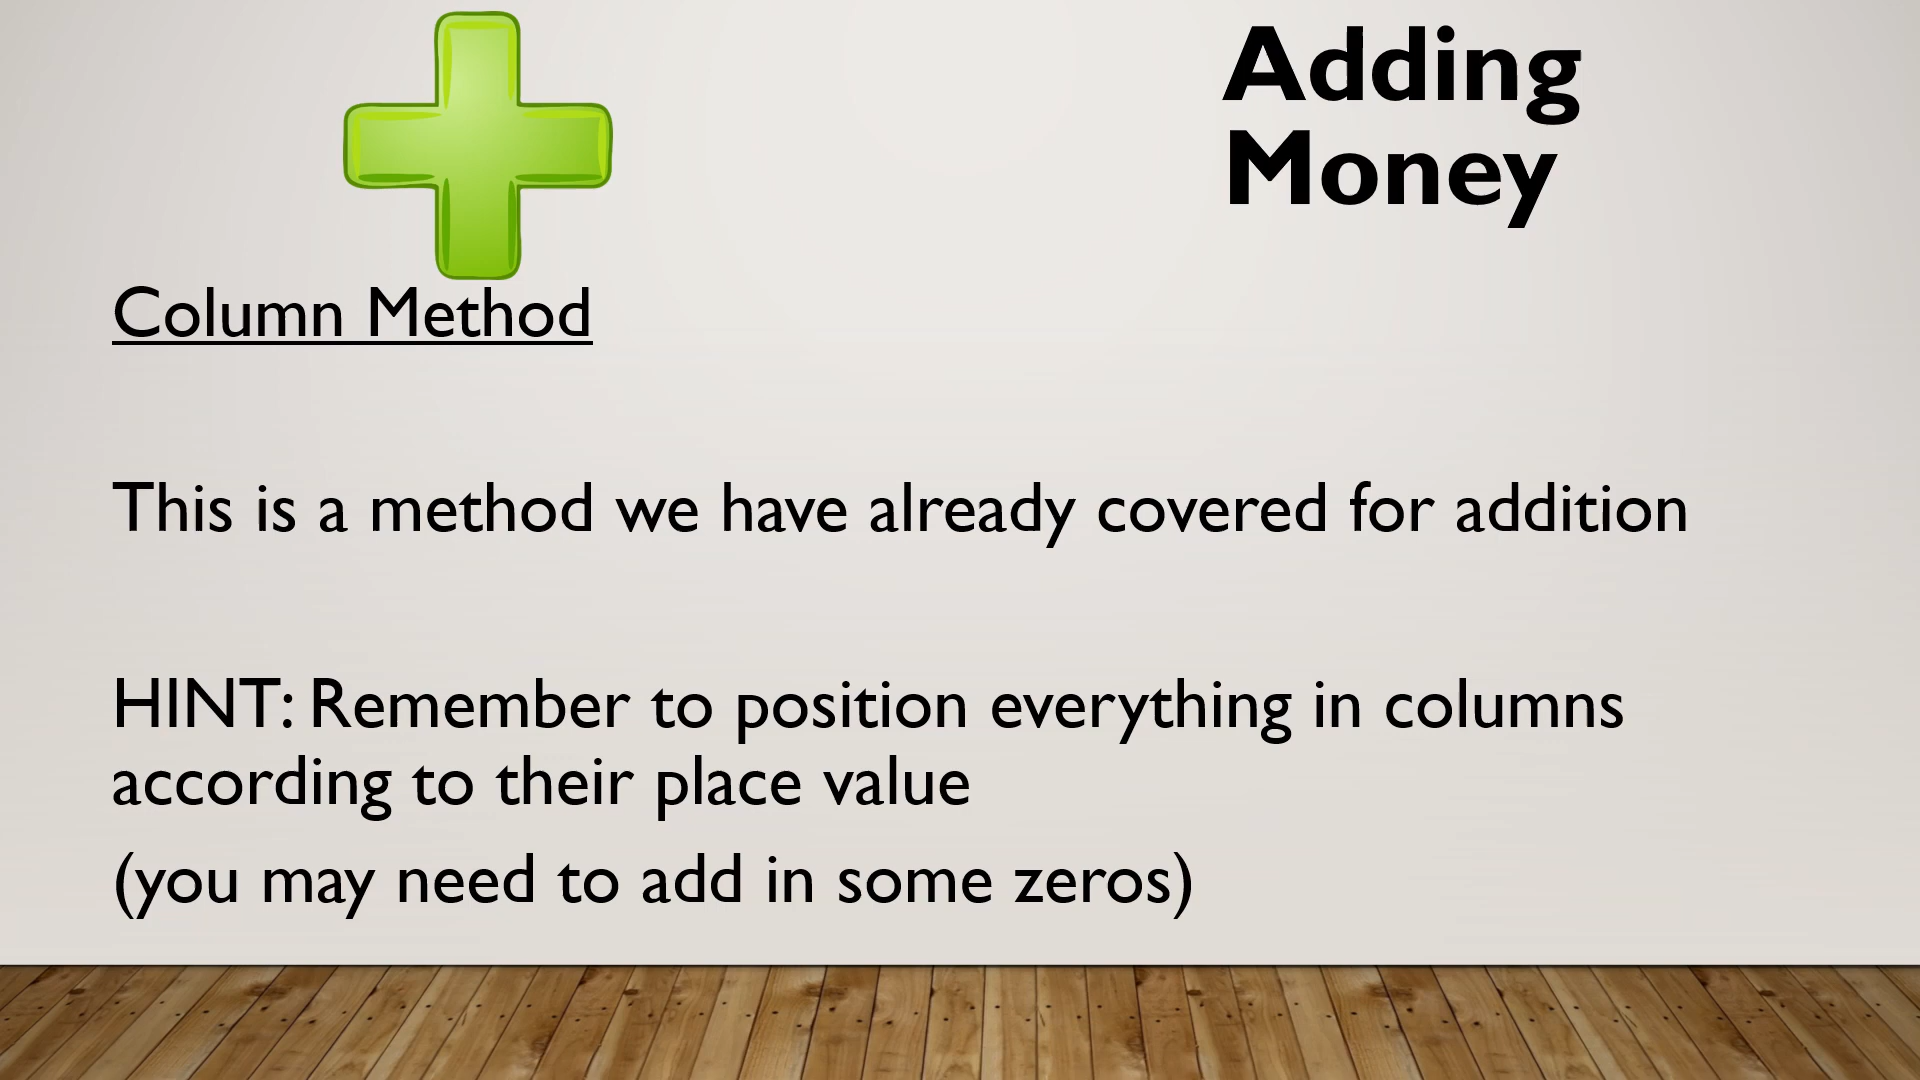 Adding
Money
Column Method
This is a method we have already covered for addition
HINT: Remember to position everything in columns
according to their place value
(you may need to add in some zeros)